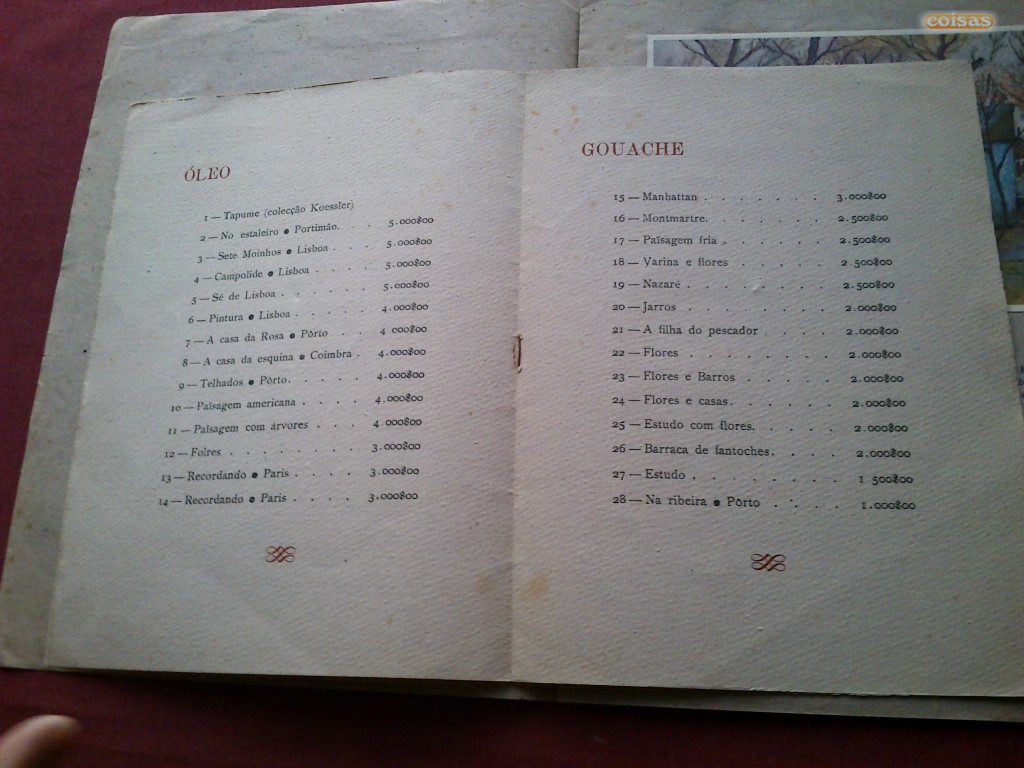 coisas
ÓLEO
1 — Tapume (colecção Koessler)
2 — No estaleiro • Portimão. . . 5.000$00
3 — Sete Moinhos • Lisboa . . . 5.000$00
4 — Campolide • Lisboa . . . . 5.000$00
5 — Sé de Lisboa . . . . . . 5.000$00
6 — Pintura • Lisboa . . . . . 4.000$00
7 — A casa da Rosa • Pôrto . . 4 000$00
8 — A casa da esquina • Coimbra . 4.000$00
9 — Telhados • Pôrto. . . . . 4.000$00
10 — Païsagem americana . . . . 4.000$00
11 — Païsagem com árvores . . . 4 000$00
12 — Folres . . . . . . . . 3.000$00
13 — Recordando • Paris . . . . 3.000$00
14 — Recordando • Paris . . . . 3.000$00
GOUACHE
15 — Manhattan . . . . . . . 3.000$00
16 — Montmartre. . . . . . . 2.500$00
17 — Païsagem fria . . . . . . 2.500$00
18 — Varina e flores . . . . . 2.500$00
19 — Nazaré . . . . . . . . 2.500$00
20 — Jarros . . . . . . . . 2.000$00
21 — A filha do pescador . . . . 2.000$00
22 — Flores . . . . . . . . 2.000$00
23 — Flores e Barros . . . . . 2.000$00
24 — Flores e casas. . . . . . 2.000$00
25 — Estudo com flores. . . . . 2.000$00
26 — Barraca de fantoches. . . . 2.000$00
27 — Estudo . . . . . . . . 1 500$00
28 — Na ribeira • Pôrto . . . . 1.000$00